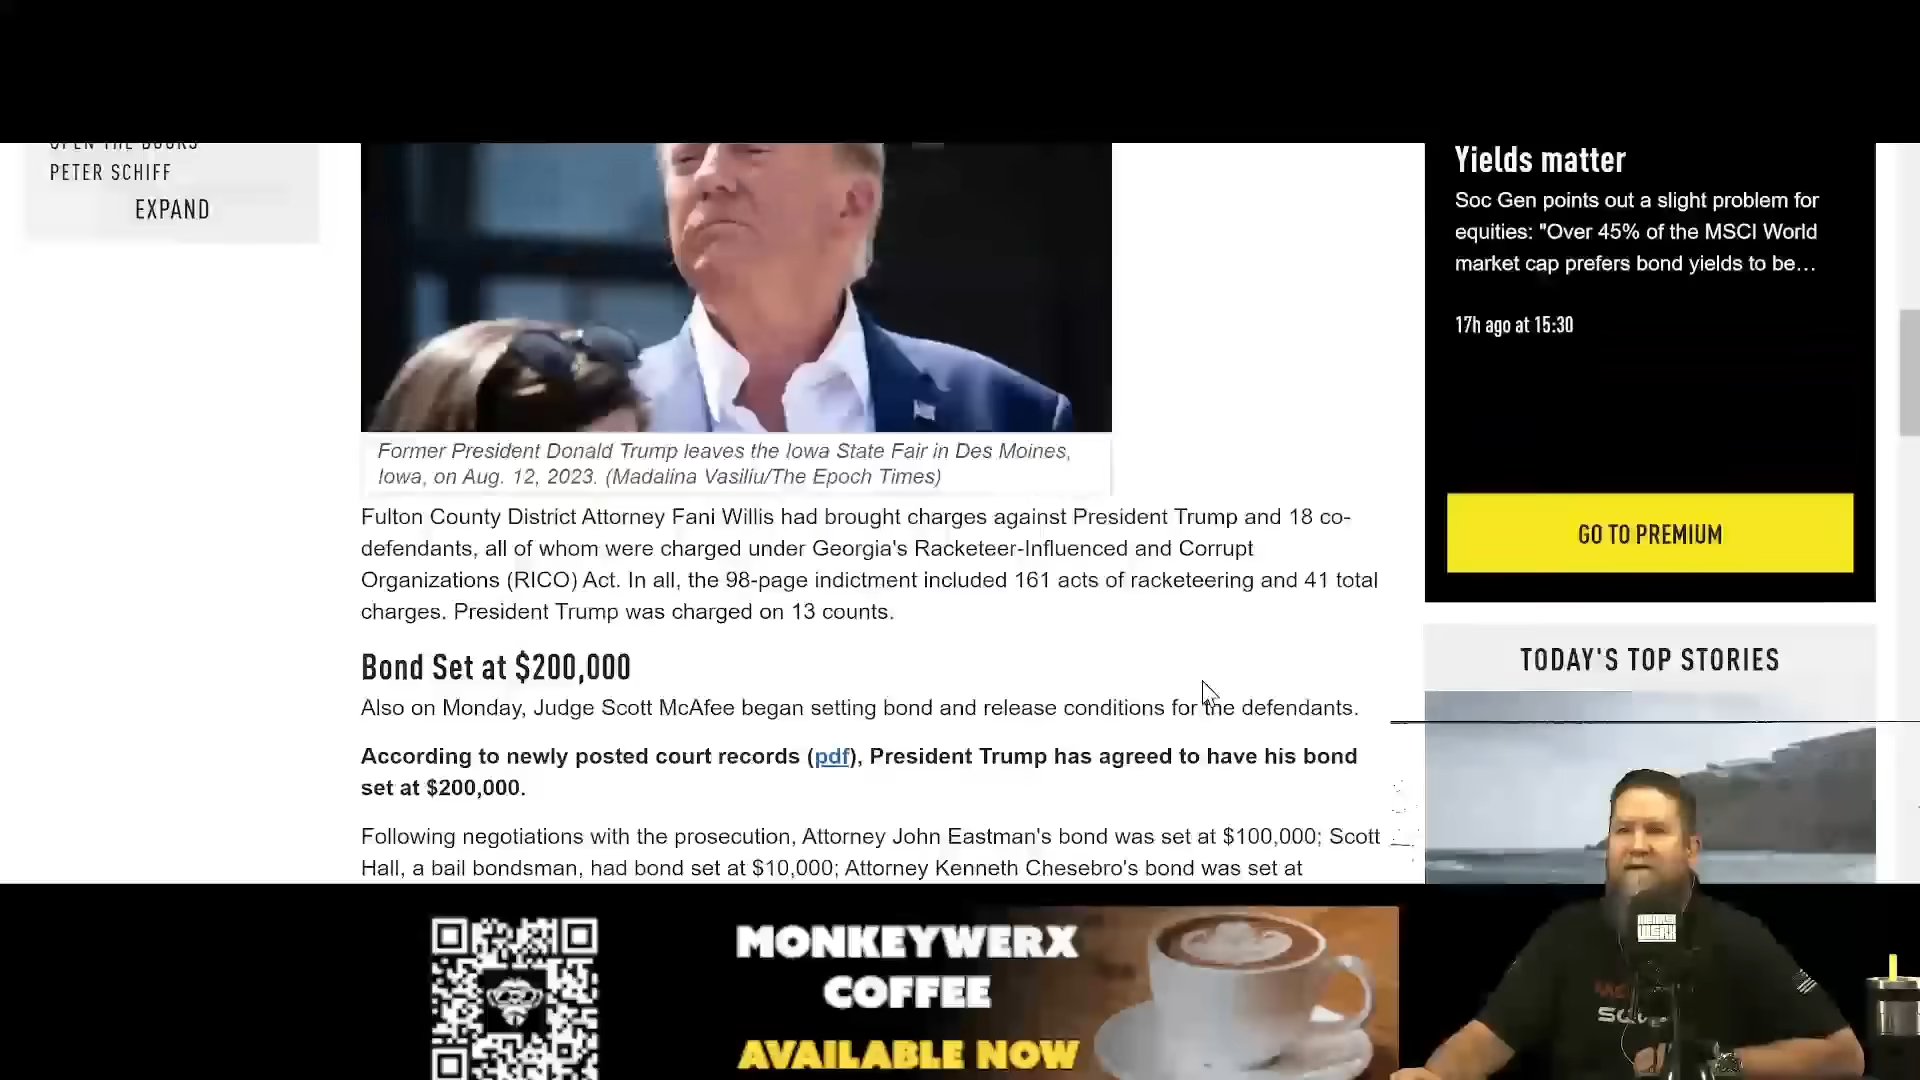 OPEN THE BOOKS
PETER SCHIFF
EXPAND
Former President Donald Trump leaves the Iowa State Fair in Des Moines,
Iowa, on Aug. 12, 2023. (Madalina Vasiliu/The Epoch Times)
Fulton County District Attorney Fani Willis had brought charges against President Trump and 18 co-
defendants, all of whom were charged under Georgia's Racketeer-Influenced and Corrupt
Organizations (RICO) Act. In all, the 98-page indictment included 161 acts of racketeering and 41 total
charges. President Trump was charged on 13 counts.
Bond Set at $200,000
Also on Monday, Judge Scott McAfee began setting bond and release conditions for the defendants.
According to newly posted court records (pdf), President Trump has agreed to have his bond
set at $200,000.
Following negotiations with the prosecution, Attorney John Eastman's bond was set at $100,000; Scott
Hall, a bail bondsman, had bond set at $10,000; Attorney Kenneth Chesebro's bond was set at
Yields matter
Soc Gen points out a slight problem for
equities: "Over 45% of the MSCI World
market cap prefers bond yields to be…
17h ago at 15:30
GO TO PREMIUM
TODAY'S TOP STORIES
MONKEYWERX
COFFEE
AVAILABLE NOW